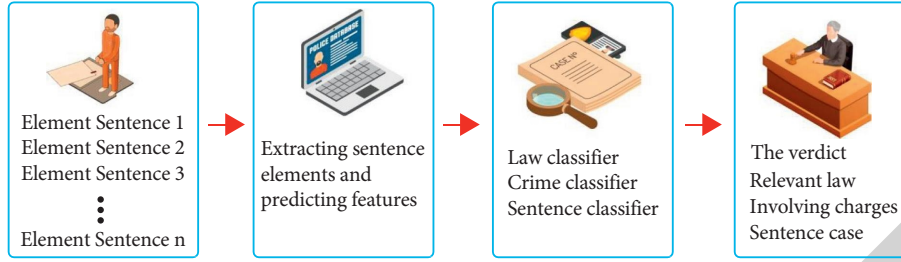 Element Sentence 1
Element Sentence 2
Element Sentence 3
Element Sentence n
POLICE DATABASE
Extracting sentence
elements and
predicting features
CASE Nº
Law classifier
Crime classifier
Sentence classifier
The verdict
Relevant law
Involving charges
Sentence case